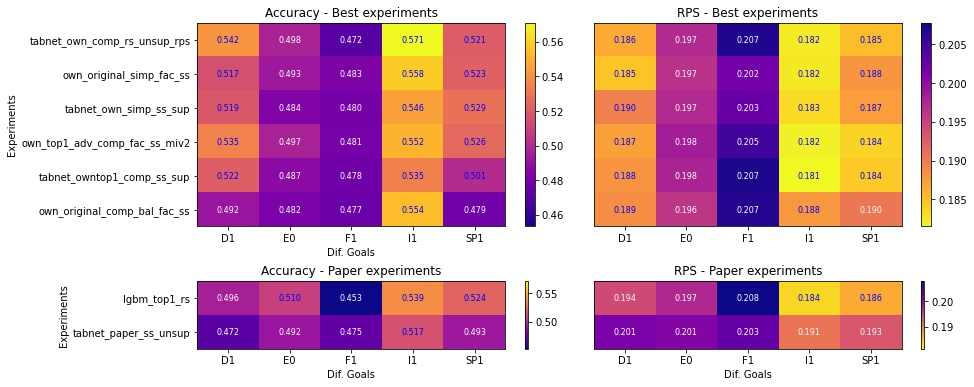 Accuracy - Best experiments
RPS - Best experiments
Experiments
tabnet_own_comp_rs_unsup_rps 0.542 0.498 0.472 0.571 0.521
own_original_simp_fac_ss 0.517 0.493 0.483 0.558 0.523
tabnet_own_simp_ss_sup 0.519 0.484 0.480 0.546 0.529
own_top1_adv_comp_fac_ss_miv2 0.535 0.497 0.481 0.552 0.526
tabnet_owntop1_comp_ss_sup 0.522 0.487 0.478 0.535 0.501
own_original_comp_bal_fac_ss 0.492 0.482 0.477 0.554 0.479
D1 E0 F1 I1 SP1
Dif. Goals
0.56
0.54
0.52
0.50
0.48
0.46
0.186 0.197 0.207 0.182 0.185
0.185 0.197 0.202 0.182 0.188
0.190 0.197 0.203 0.183 0.187
0.187 0.198 0.205 0.182 0.184
0.188 0.198 0.207 0.181 0.184
0.189 0.196 0.207 0.188 0.190
D1 E0 F1 I1 SP1
Dif. Goals
0.205
0.200
0.195
0.190
0.185
Accuracy - Paper experiments
RPS - Paper experiments
Experiments
lgbm_top1_rs 0.496 0.510 0.453 0.539 0.524
tabnet_paper_ss_unsup 0.472 0.492 0.475 0.517 0.493
D1 E0 F1 I1 SP1
Dif. Goals
0.55
0.50
0.194 0.197 0.208 0.184 0.186
0.201 0.201 0.203 0.191 0.193
D1 E0 F1 I1 SP1
Dif. Goals
0.20
0.19